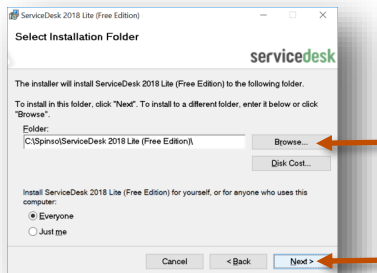 ServiceDesk 2018 Lite (Free Edition)
Select Installation Folder
servicedesk
The installer will install ServiceDesk 2018 Lite (Free Edition) to the following folder.
To install in this folder, click "Next". To install to a different folder, enter it below or click
"Browse".
Folder:
C:\Spinso\ServiceDesk 2018 Lite (Free Edition)\
Browse...
Disk Cost...
Install ServiceDesk 2018 Lite (Free Edition) for yourself, or for anyone who uses this
computer:
Everyone
Just me
Cancel
< Back
Next >